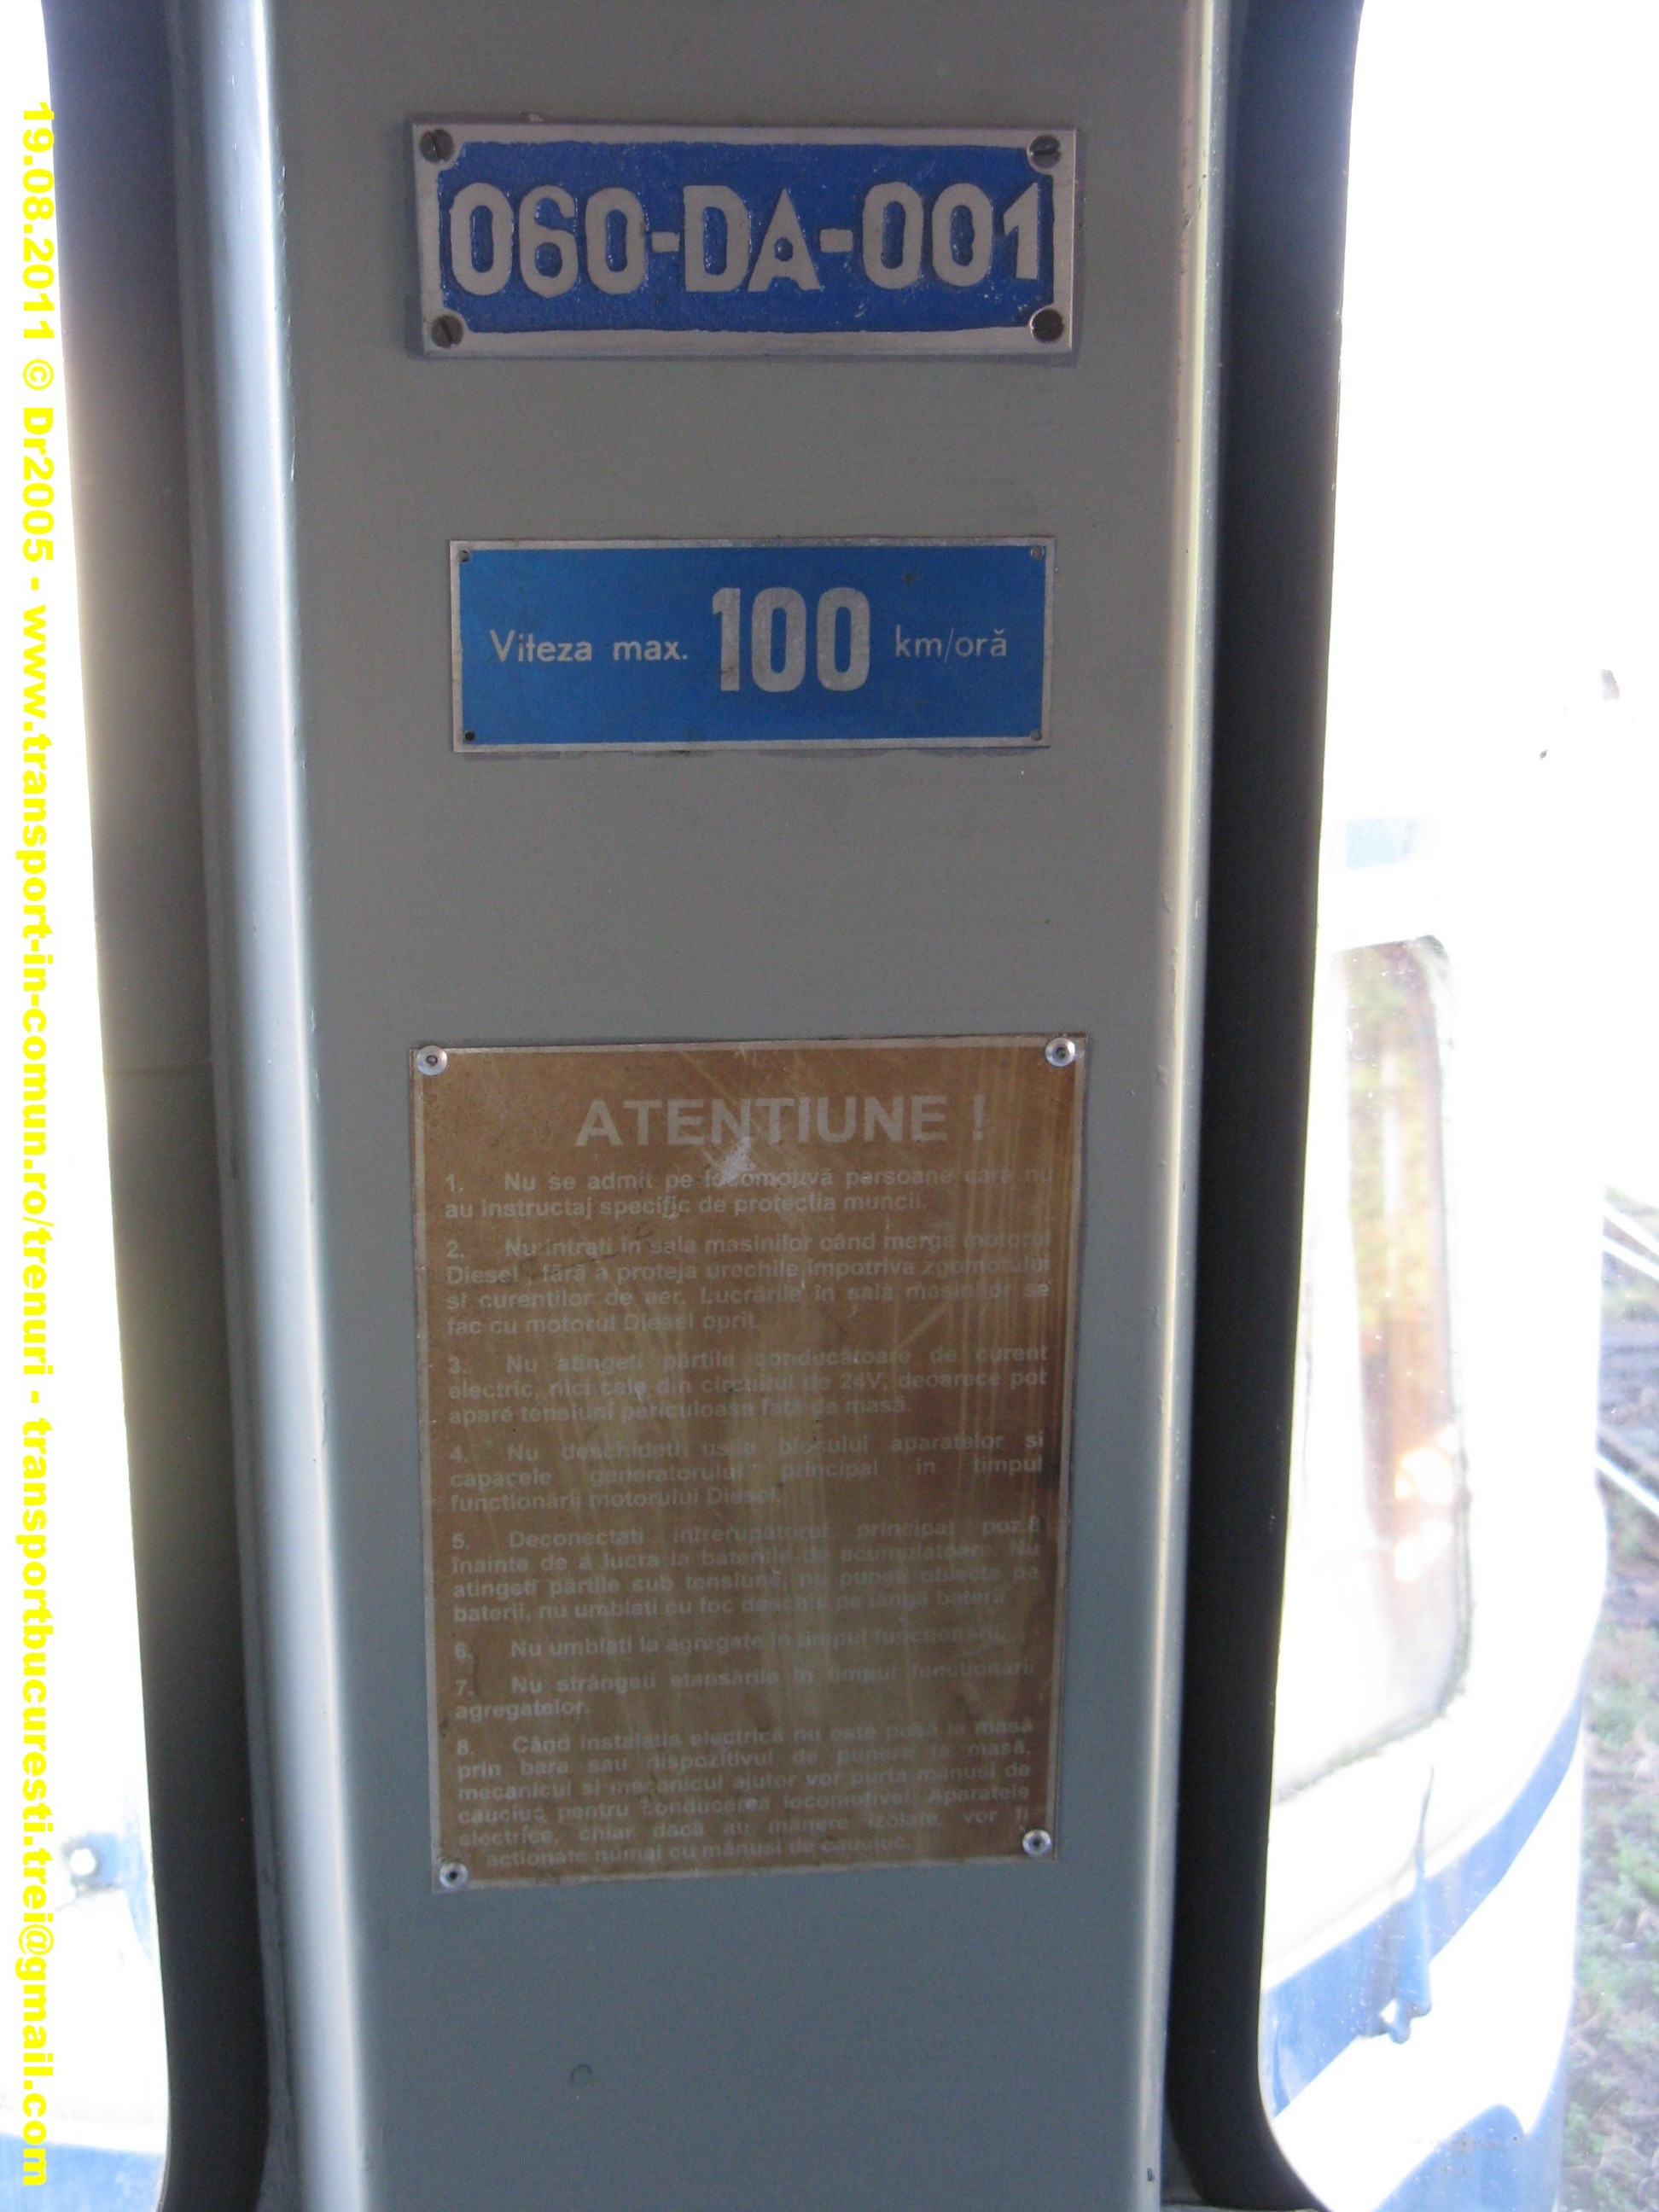 060-DA-001
Viteza max. 100 km/oră
ATENTIUNE !
1. Nu se admit pe locomotivă persoane care nu
au instructaj specific de protectia muncii.
2. Nu intrati în sala masinilor când merge motorul
Diesel , fără a proteja urechile împotriva zgomotului
si curentilor de aer. Lucrările în sala masinilor se
fac cu motorul Diesel oprit.
3. Nu atingeti părtile conducătoare de curent
electric, nici cele din circuitul de 24V, deoarece pot
apare tensiuni periculoase fată de masă.
4. Nu deschideti usile blocului aparatelor si
capacele generatorului principal in timpul
functionării motorului Diesel.
5. Deconectati intrerupătorul principal poz.8
înainte de a lucra la bateriile de acumulatoare. Nu
atingeti părtile sub tensiune, nu puneti obiecte pe
baterii, nu umblati cu foc deschis pe lângă baterii.
6. Nu umblati la agregate în timpul functionării.
7. Nu strângeti etansările în timpul functionării
agregatelor.
8. Când instalatia electrică nu este pusă la masă
prin bara sau dispozitivul de punere la masă,
mecanicul si mecanicul ajutor vor purta mănusi de
cauciuc pentru conducerea locomotivei. Aparatele
electrice, chiar dacă au mânere izolate, vor fi
actionate numai cu mănusi de cauciuc.
19.08.2011 © Dr2005 - www.transport-in-comun.ro/trenuri - transportbucuresti.trei@gmail.com